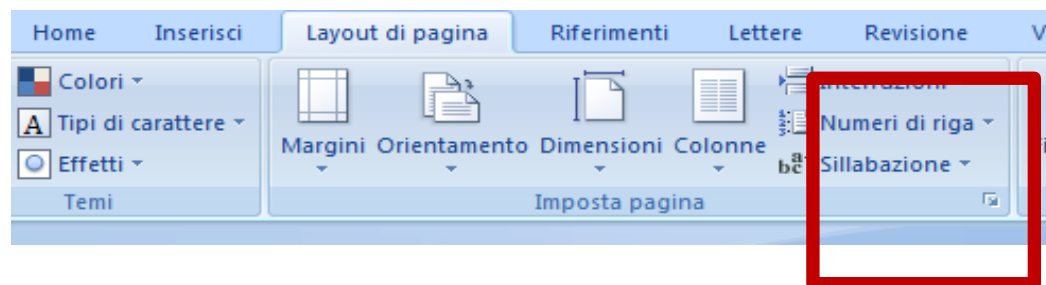 Home Inserisci Layout di pagina Riferimenti Lettere Revisione V
Colori
A Tipi di carattere
Effetti
Margini Orientamento Dimensioni Colonne
Numeri di riga
Sillabazione
Temi Imposta pagina